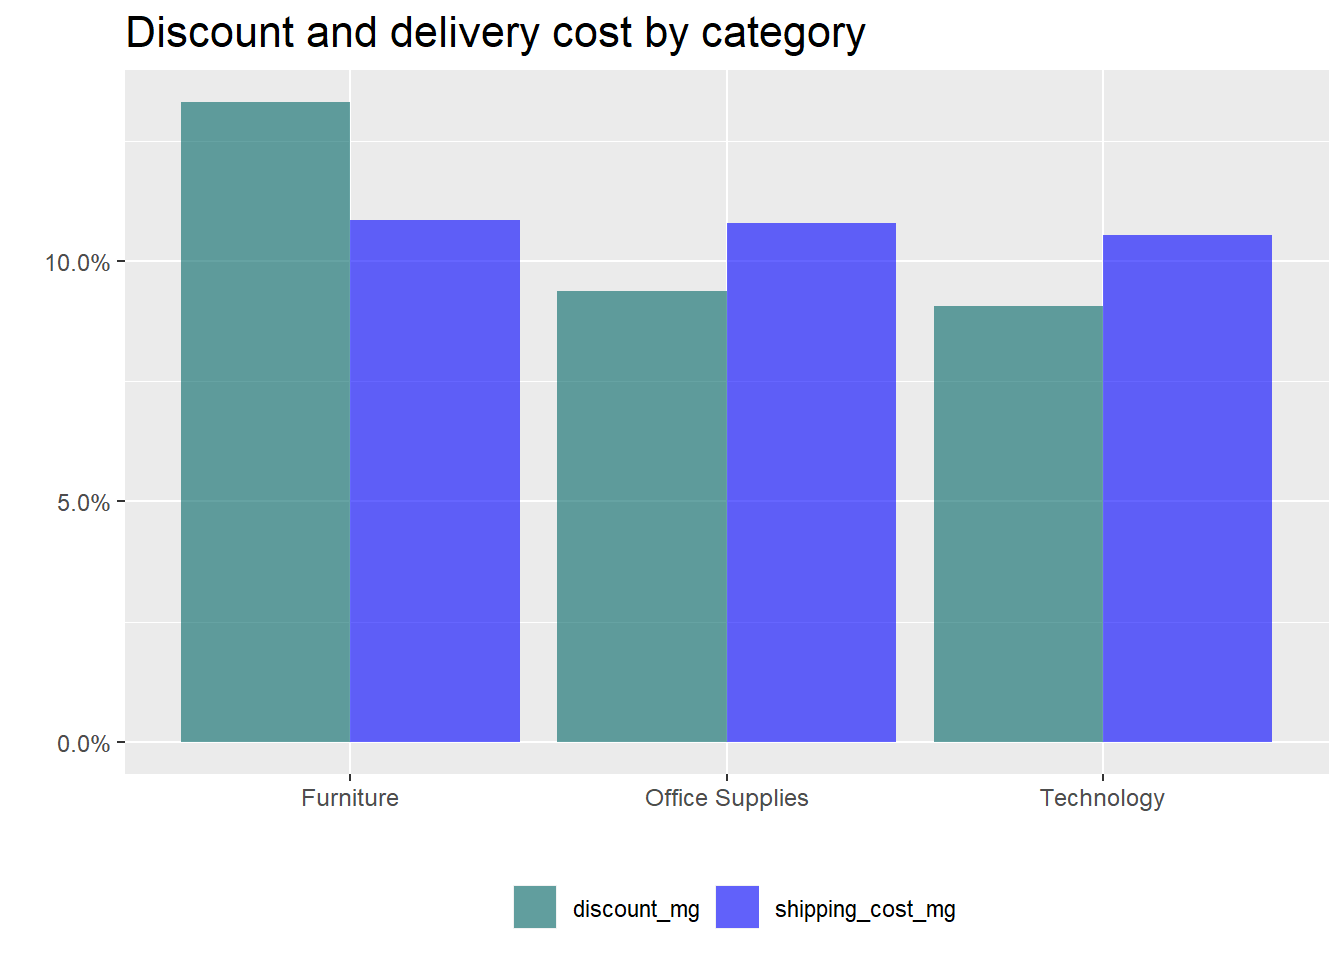 Discount and delivery cost by category
10.0%
5.0%
0.0%
Furniture Office Supplies Technology
discount_mg shipping_cost_mg